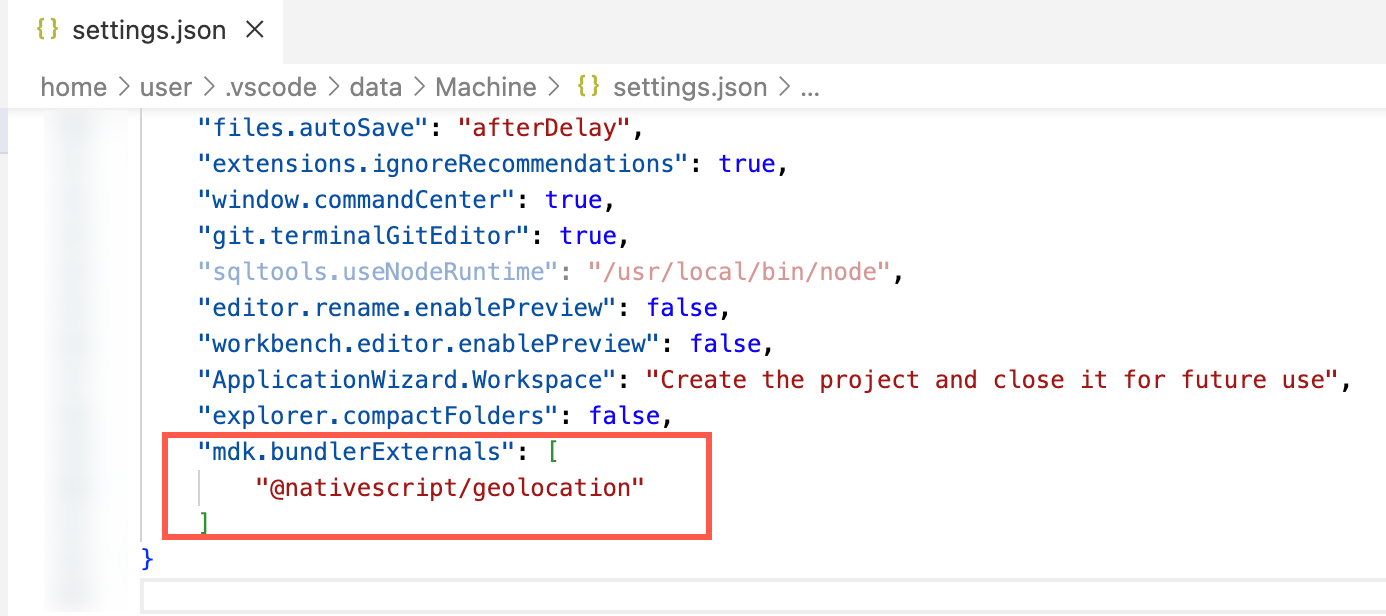 {} settings.json ×
home > user > .vscode > data > Machine > {} settings.json > ...
"files.autoSave": "afterDelay",
"extensions.ignoreRecommendations": true,
"window.commandCenter": true,
"git.terminalGitEditor": true,
"sqltools.useNodeRuntime": "/usr/local/bin/node",
"editor.rename.enablePreview": false,
"workbench.editor.enablePreview": false,
"ApplicationWizard.Workspace": "Create the project and close it for future use",
"explorer.compactFolders": false,
"mdk.bundlerExternals": [
"@nativescript/geolocation"
]
}